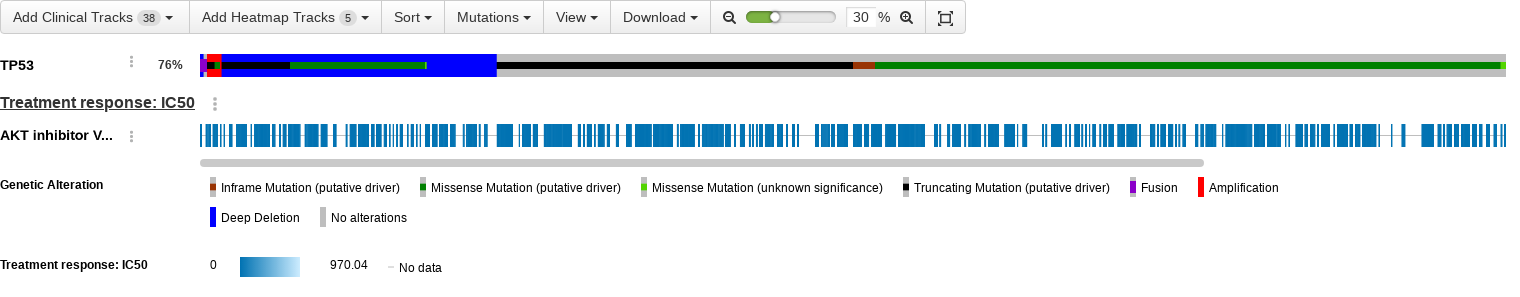 Add Clinical Tracks 38 Add Heatmap Tracks 5 Sort Mutations View Download 30 %
TP53 76%
Treatment response: IC50
AKT inhibitor V...
Genetic Alteration Inframe Mutation (putative driver) Missense Mutation (putative driver) Missense Mutation (unknown significance) Truncating Mutation (putative driver) Fusion Amplification
Deep Deletion No alterations
Treatment response: IC50 0 970.04 No data